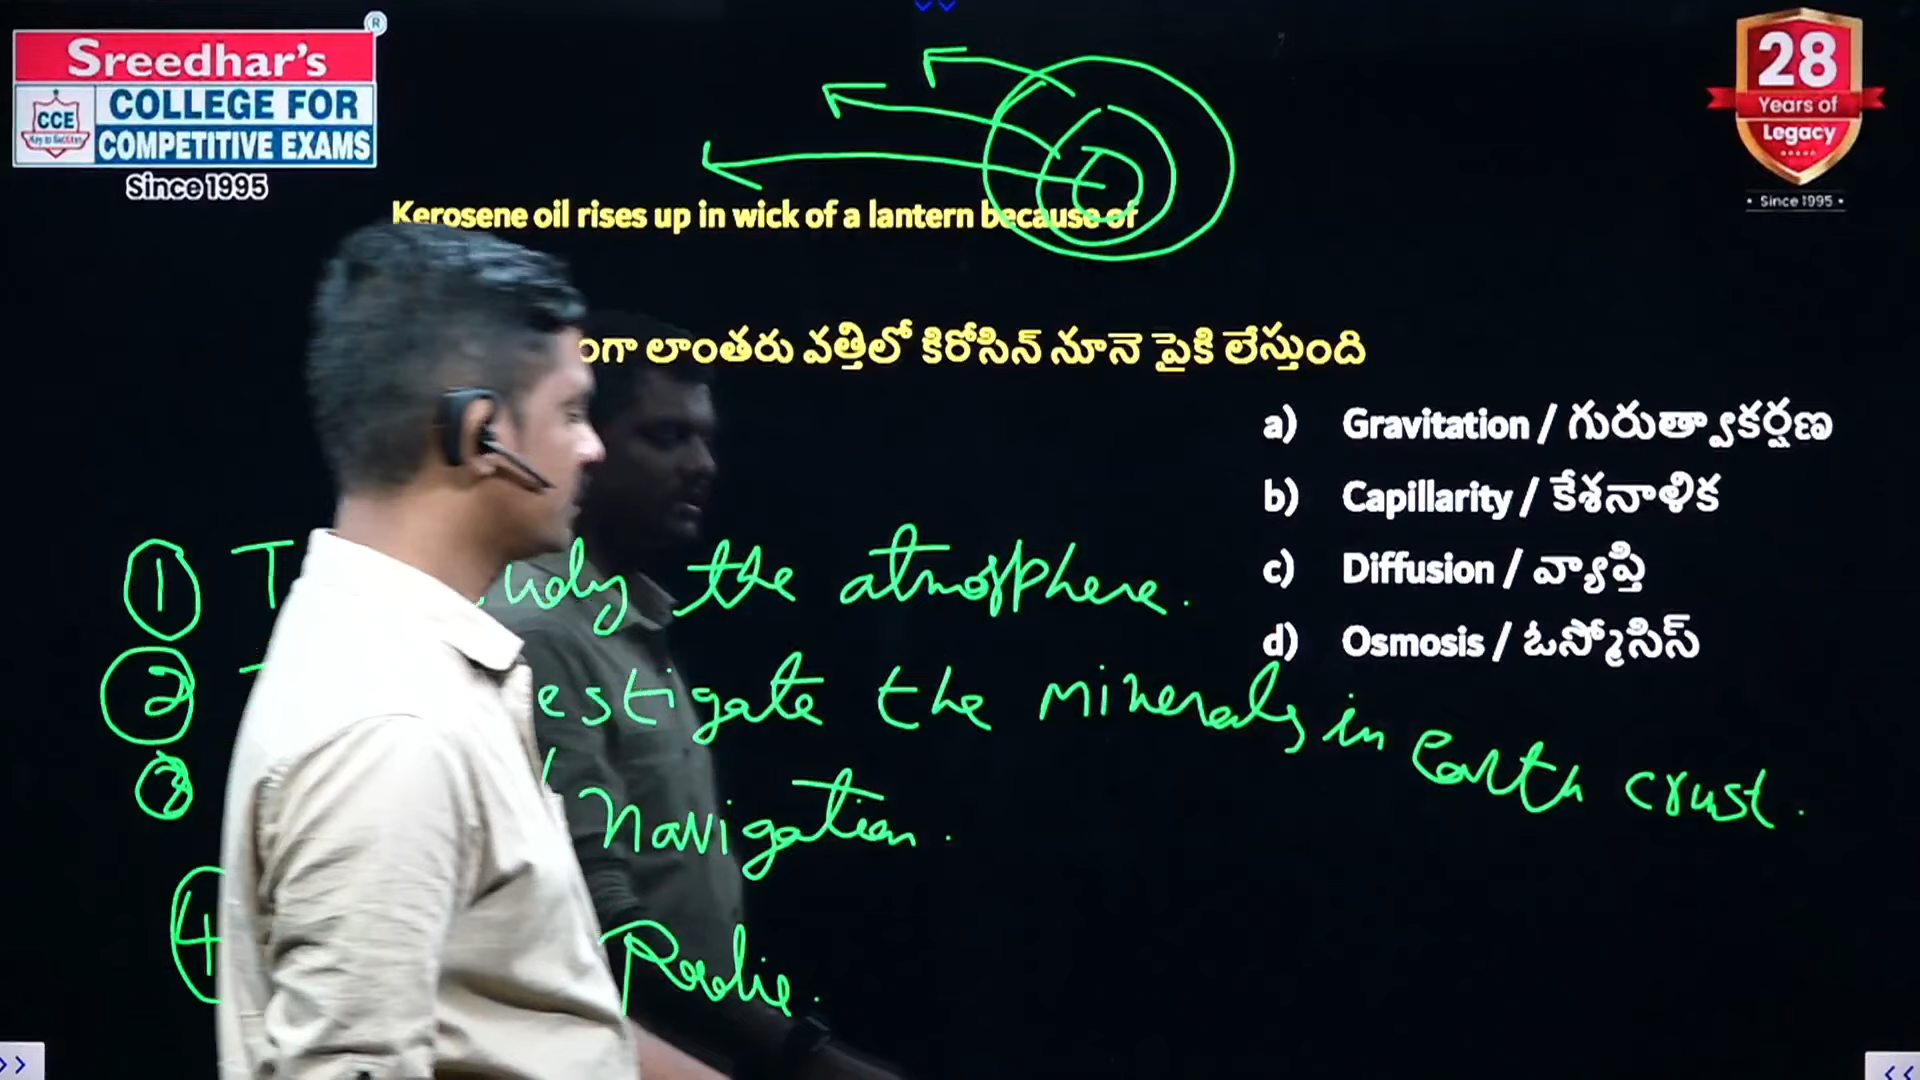 Sreedhar's
®
CCE
COLLEGE FOR
COMPETITIVE EXAMS
Since 1995
28
Years of
Legacy
• Since 1995 •
Kerosene oil rises up in wick of a lantern because of
లాంతరు వత్తిలో కిరోసిన్ నూనె పైకి లేస్తుంది
a) Gravitation / గురుత్వాకర్షణ
b) Capillarity / కేశనాళిక
c) Diffusion / వ్యాప్తి
d) Osmosis / ఓస్మోసిస్
1 the atmosphere.
2 the minerals in earth crust.
3 Navigation.
4